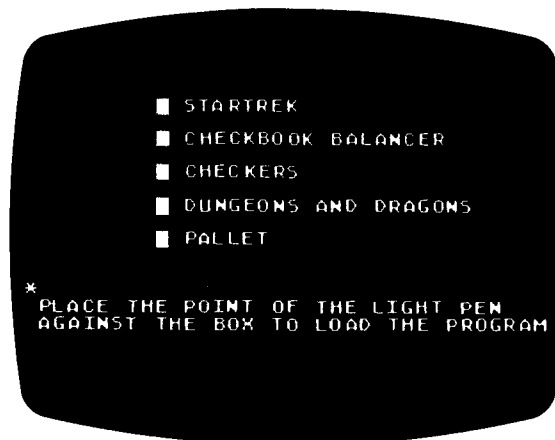 STARTREK
CHECKBOOK BALANCER
CHECKERS
DUNGEONS AND DRAGONS
PALLET
*
PLACE THE POINT OF THE LIGHT PEN
AGAINST THE BOX TO LOAD THE PROGRAM